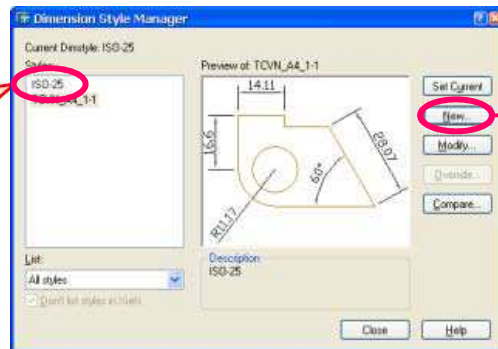 Dimension Style Manager
Current Dimstyle: ISO-25
Styles:
ISO-25
TCVN_A4_1-1
Preview of: TCVN_A4_1-1
14.11
16.6
28.07
60°
R11.17
Set Current
New...
Modify...
Override...
Compare...
List:
All styles
Don't list styles in Xrefs
Description
ISO-25
Close
Help